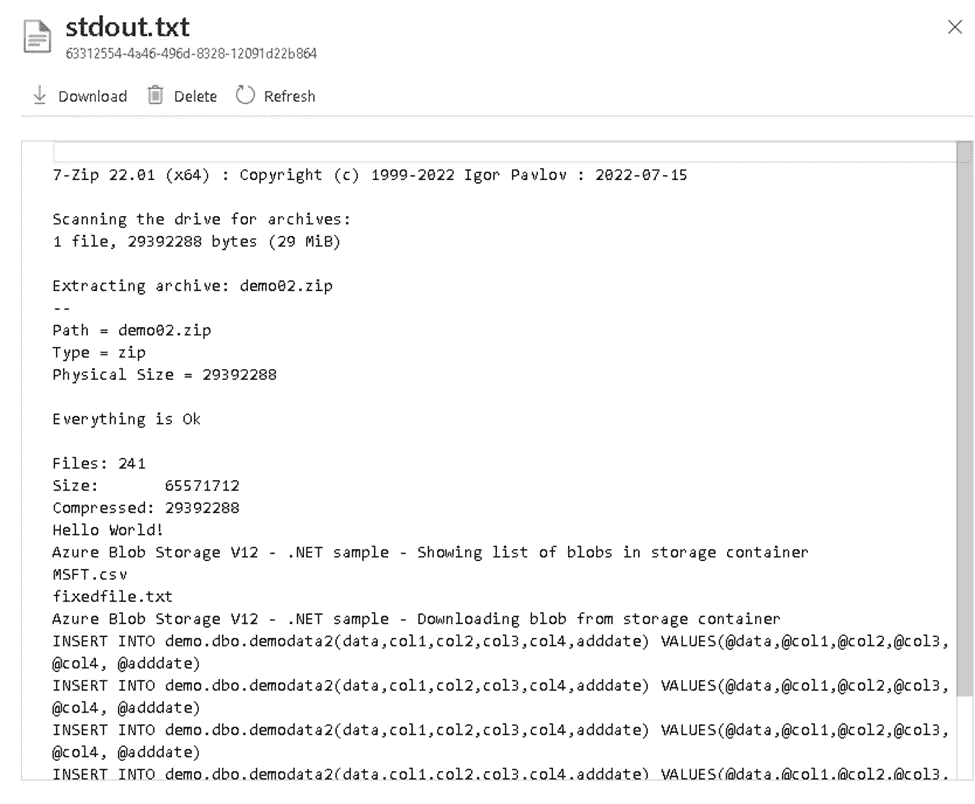 stdout.txt
63312554-4a46-496d-8328-12091d22b864
Download Delete Refresh
7-Zip 22.01 (x64) : Copyright (c) 1999-2022 Igor Pavlov : 2022-07-15
Scanning the drive for archives:
1 file, 29392288 bytes (29 MiB)
Extracting archive: demo02.zip
--
Path = demo02.zip
Type = zip
Physical Size = 29392288
Everything is Ok
Files: 241
Size:       65571712
Compressed: 29392288
Hello World!
Azure Blob Storage V12 - .NET sample - Showing list of blobs in storage container
MSFT.csv
fixedfile.txt
Azure Blob Storage V12 - .NET sample - Downloading blob from storage container
INSERT INTO demo.dbo.demodata2(data,col1,col2,col3,col4,adddate) VALUES(@data,@col1,@col2,@col3,
@col4, @adddate)
INSERT INTO demo.dbo.demodata2(data,col1,col2,col3,col4,adddate) VALUES(@data,@col1,@col2,@col3,
@col4, @adddate)
INSERT INTO demo.dbo.demodata2(data,col1,col2,col3,col4,adddate) VALUES(@data,@col1,@col2,@col3,
@col4, @adddate)
INSERT INTO demo.dbo.demodata2(data,col1,col2,col3,col4,adddate) VALUES(@data,@col1,@col2,@col3,